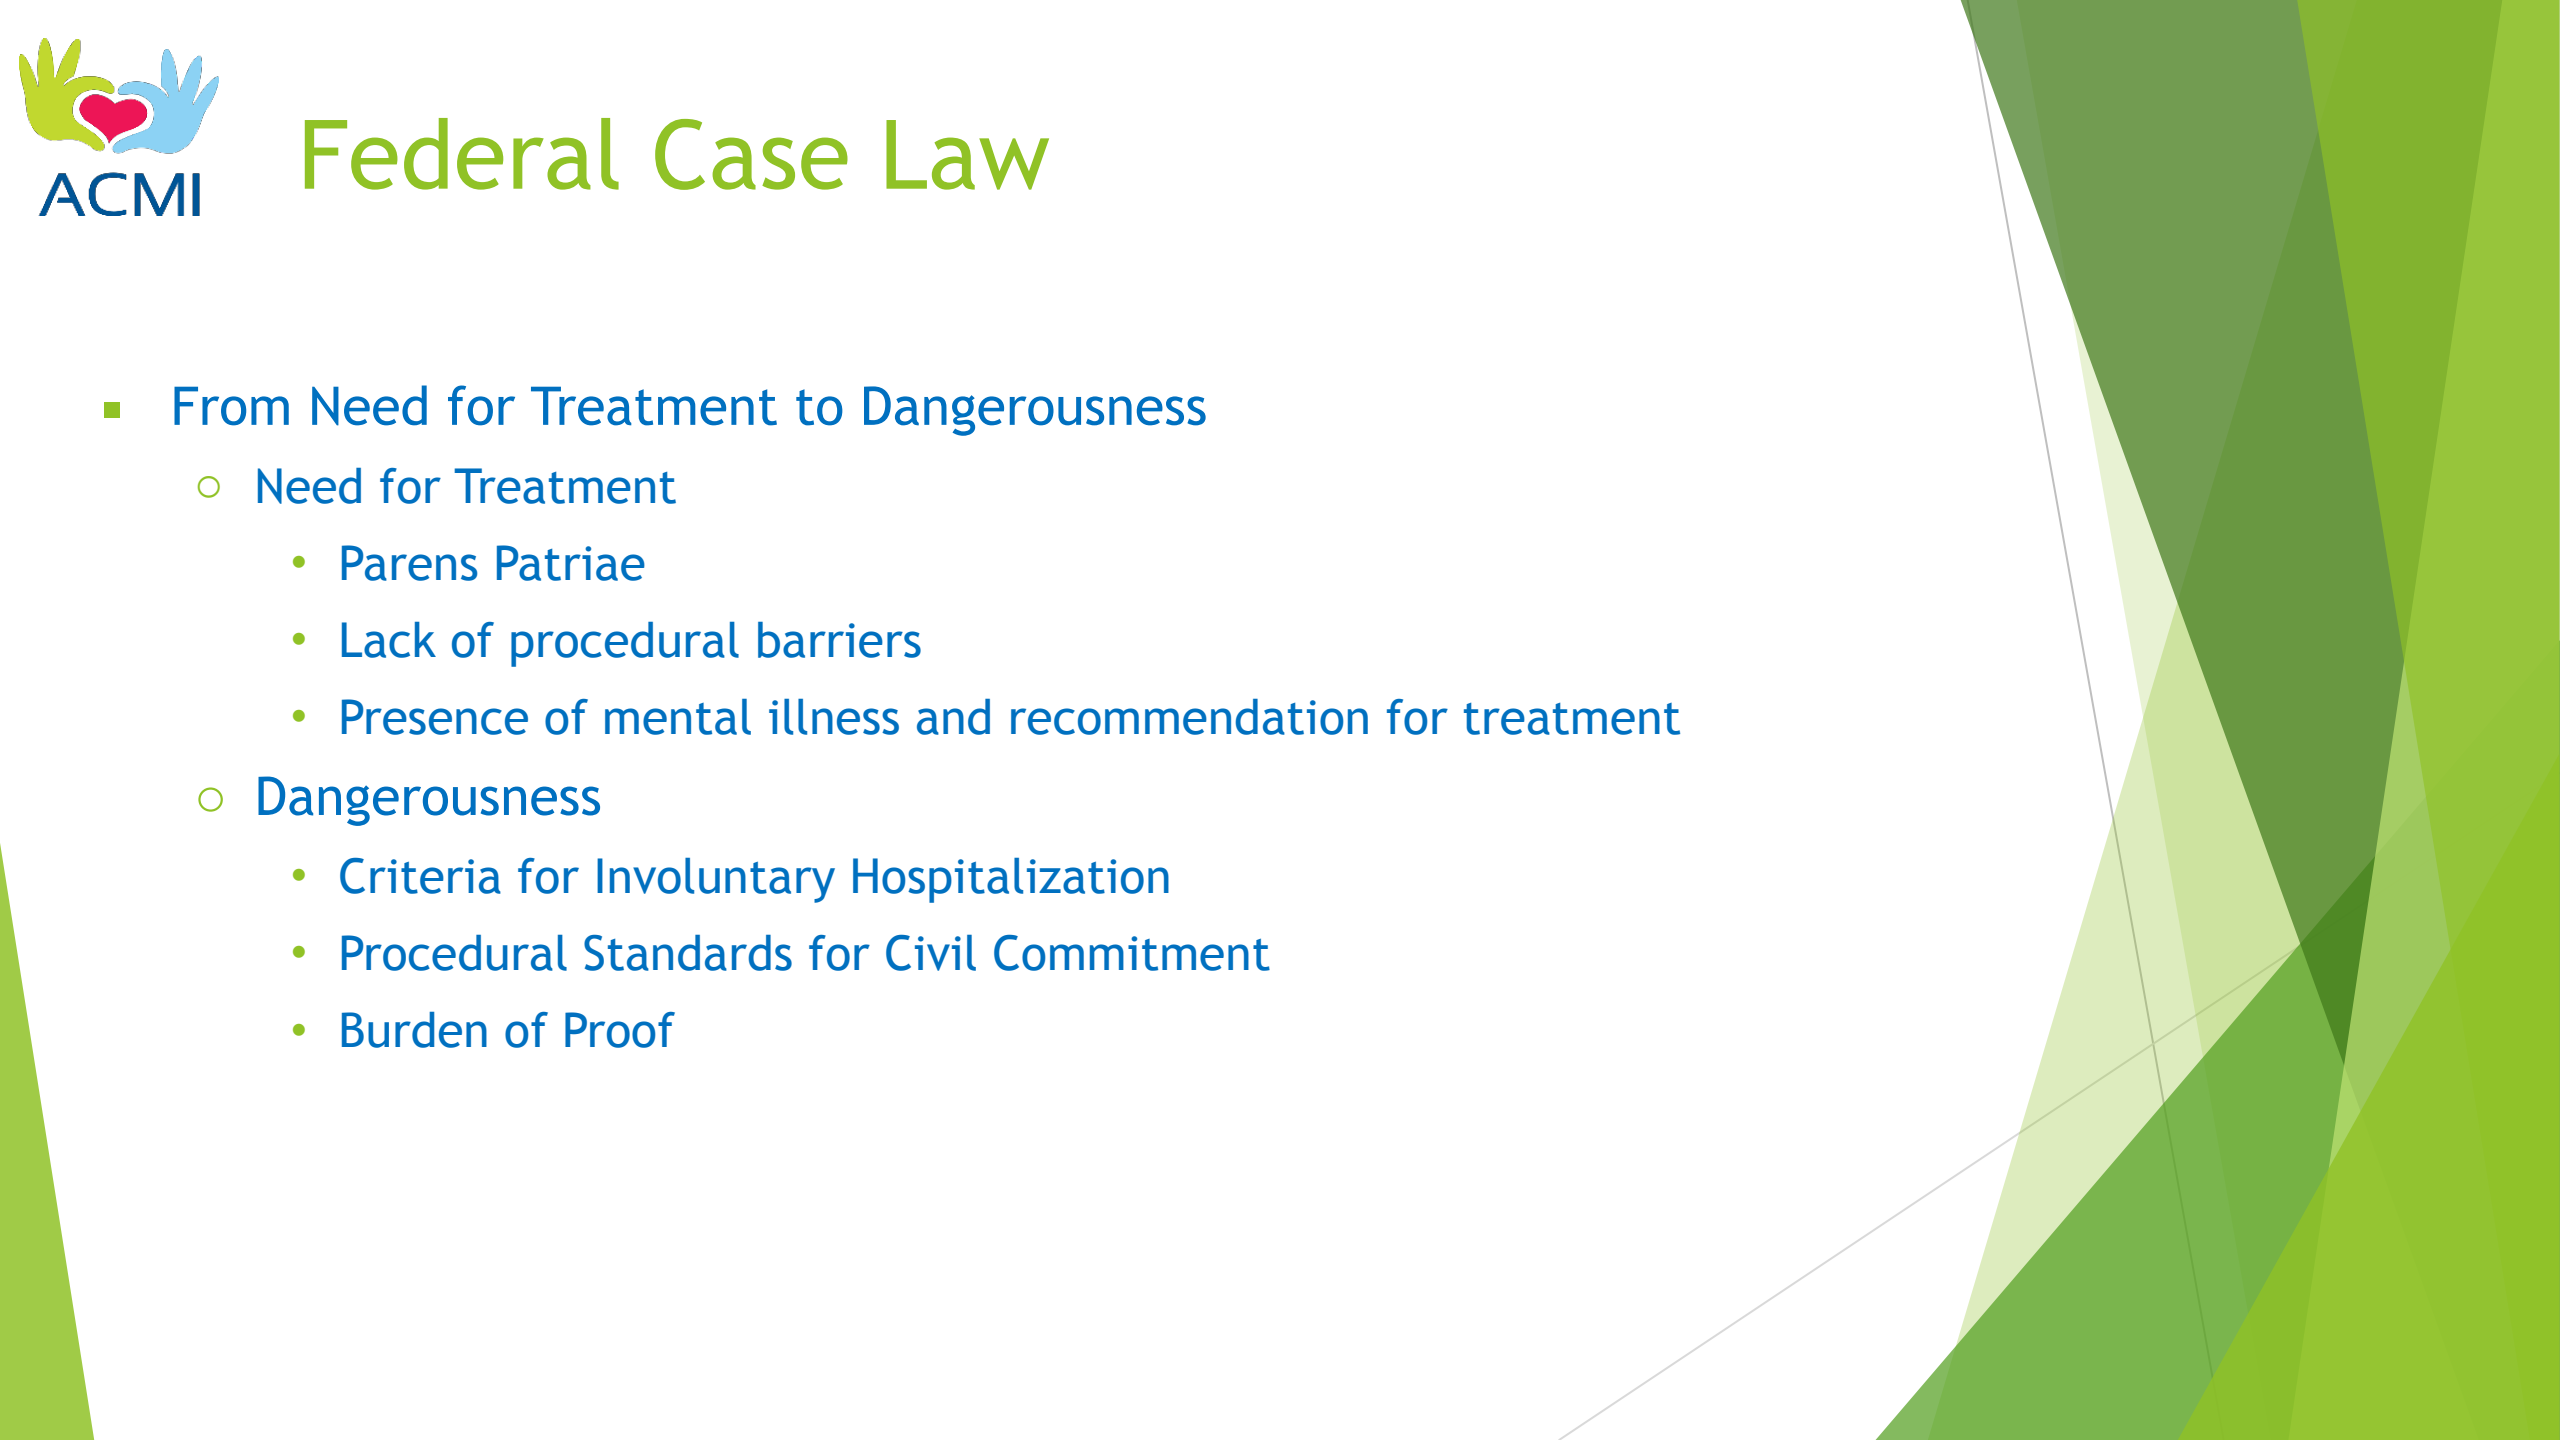 ACMI
Federal Case Law
From Need for Treatment to Dangerousness
Need for Treatment
Parens Patriae
Lack of procedural barriers
Presence of mental illness and recommendation for treatment
Dangerousness
Criteria for Involuntary Hospitalization
Procedural Standards for Civil Commitment
Burden of Proof